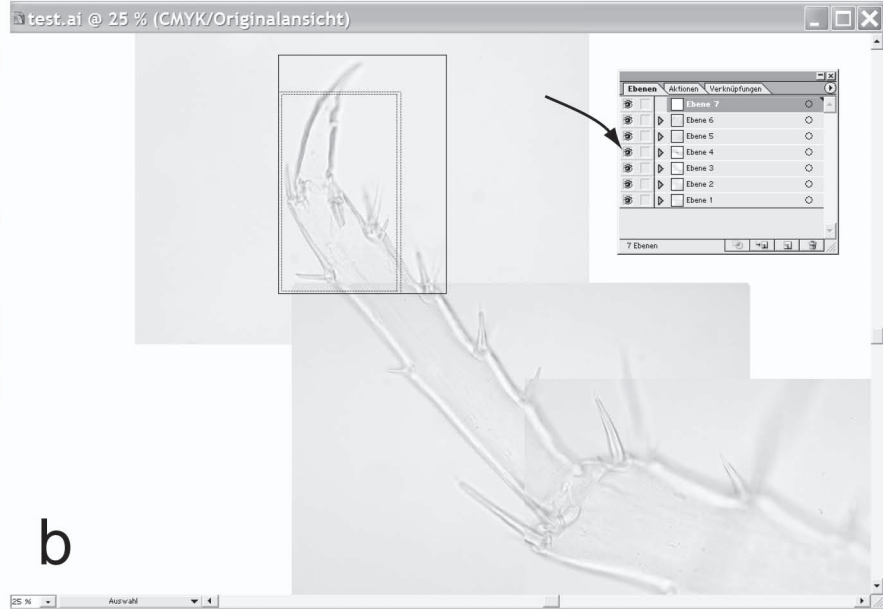 test.ai @ 25 % (CMYK/Originalansicht)
Ebenen Aktionen Verknüpfungen
Ebene 7
Ebene 6
Ebene 5
Ebene 4
Ebene 3
Ebene 2
Ebene 1
7 Ebenen
b
25 % Auswahl